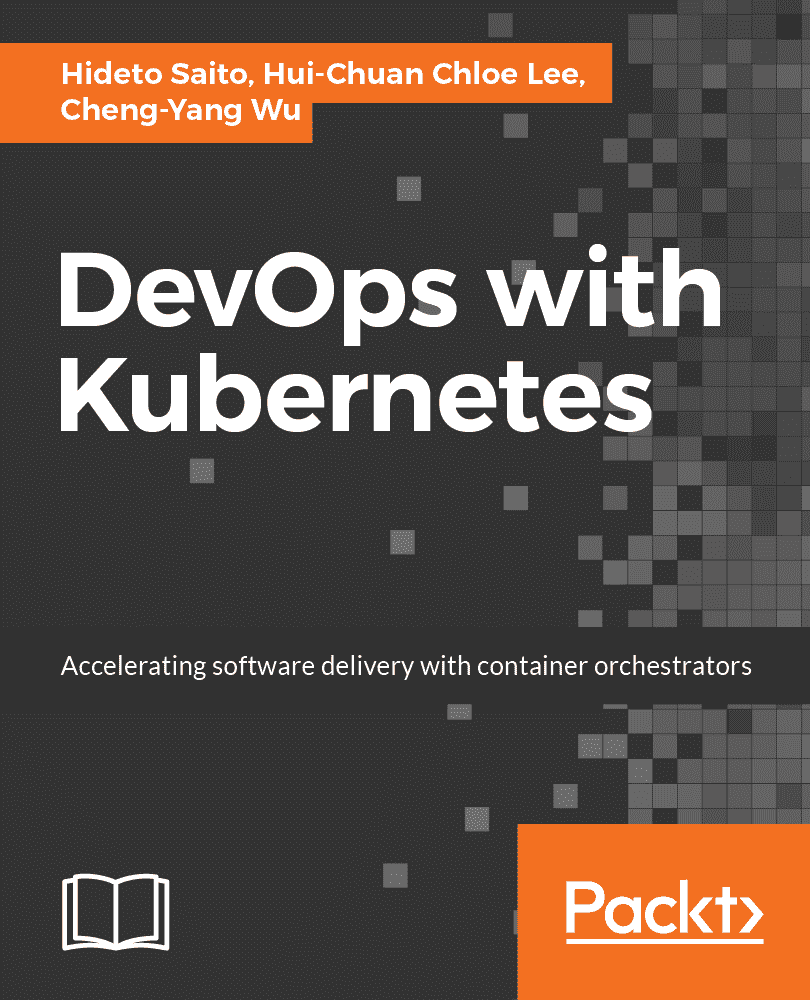 Hideto Saito, Hui-Chuan Chloe Lee,
Cheng-Yang Wu
DevOps with
Kubernetes
Accelerating software delivery with container orchestrators
Packt>